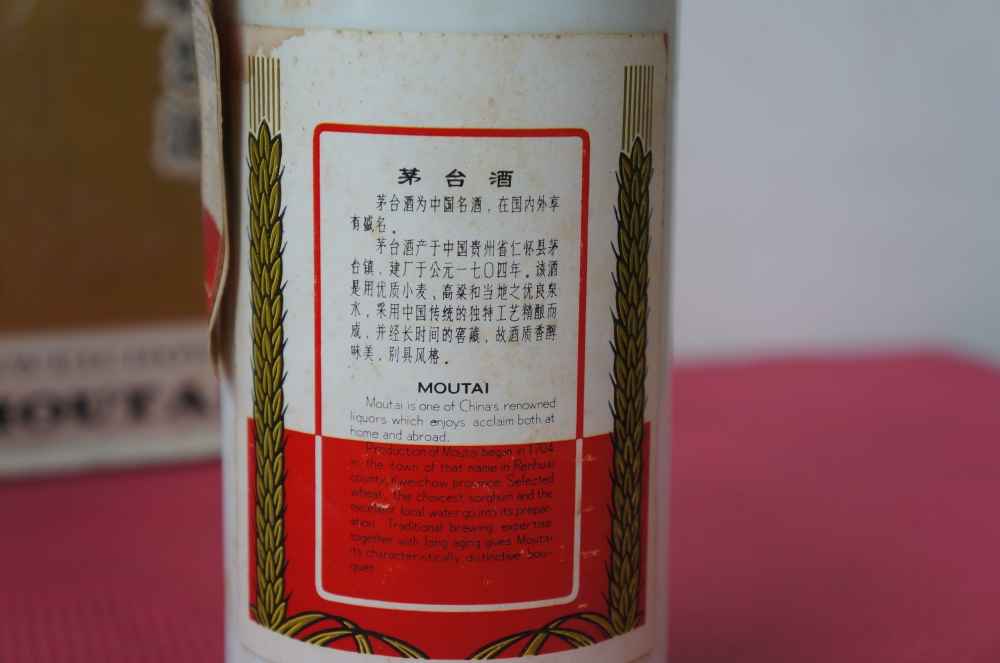 茅台酒
茅台酒为中国名酒，在国内外享
有盛名。
茅台酒产于中国贵州省仁怀县茅
台镇，建厂于公元一七〇四年。该酒
是用优质小麦，高粱和当地之优良泉
水，采用中国传统的独特工艺精酿而
成，并经长时间的窖藏，故酒质香醇
味美，别具风格。
MOUTAI
Moutai is one of China's renowned
liquors which enjoys acclaim both at
home and abroad.
Production of Moutai began in 1704
in the town of that name in Renhuai
county, Kweichow province. Selected
wheat, the choicest sorghum and the
excellent local water go into its prepar-
ation. Traditional brewing expertise
together with long aging gives Moutai
its characteristically distinctive bou-
quet.
MOUTA